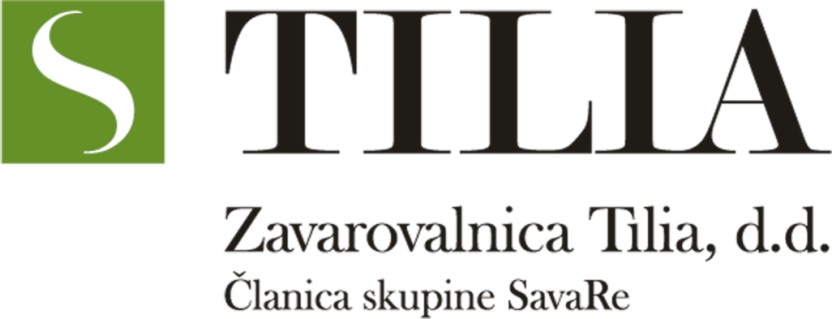 S TILIA
Zavarovalnica Tilia, d.d.
Članica skupine SavaRe